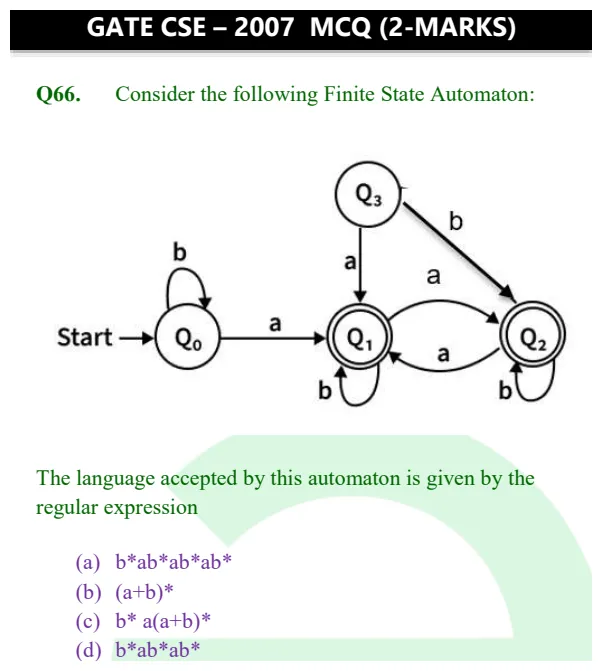 GATE CSE – 2007 MCQ (2-MARKS)
Q66. Consider the following Finite State Automaton:
Q₃
b
b
a
a
Start
Q₀
a
Q₁
Q₂
a
b
b
The language accepted by this automaton is given by the
regular expression
(a) b*ab*ab*ab*
(b) (a+b)*
(c) b* a(a+b)*
(d) b*ab*ab*